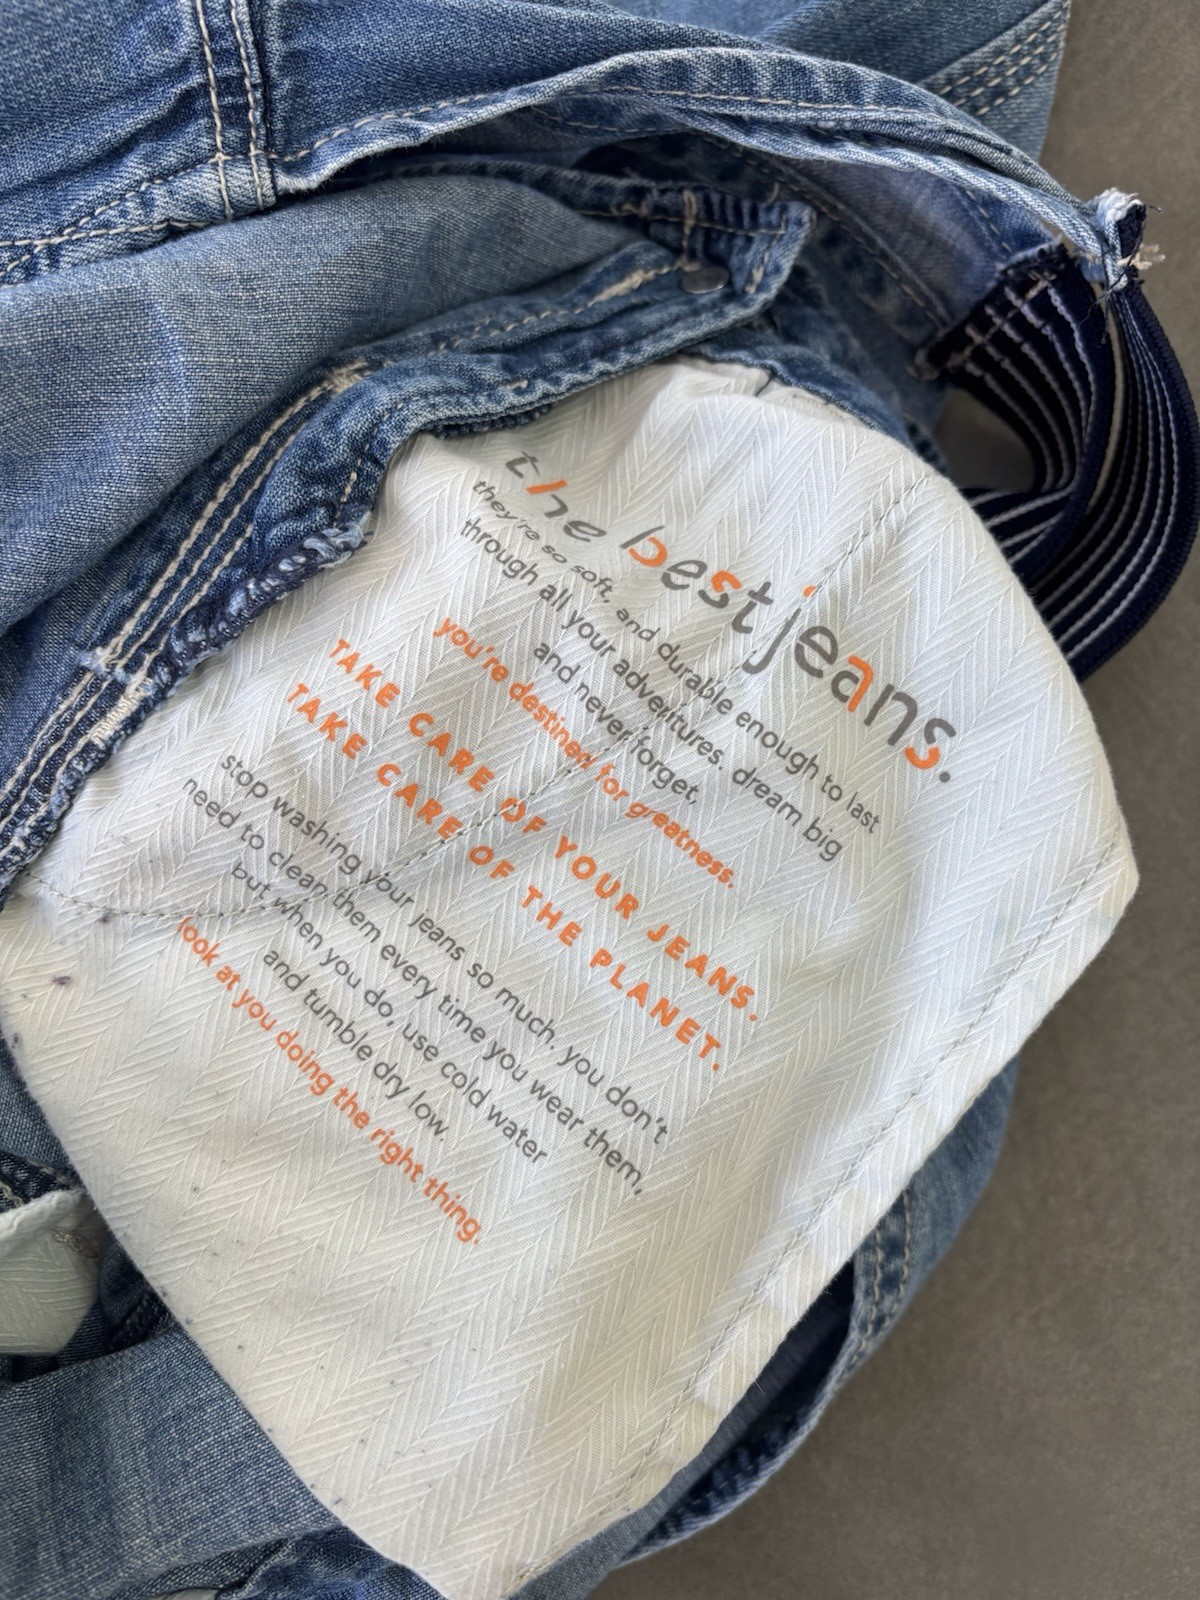 the best jeans.
they're so soft, and durable enough to last
through all your adventures. dream big
and never forget,
you're destined for greatness.
TAKE CARE OF YOUR JEANS.
TAKE CARE OF THE PLANET.
stop washing your jeans so much. you don't
need to clean them every time you wear them,
but when you do, use cold water
and tumble dry low.
look at you doing the right thing.